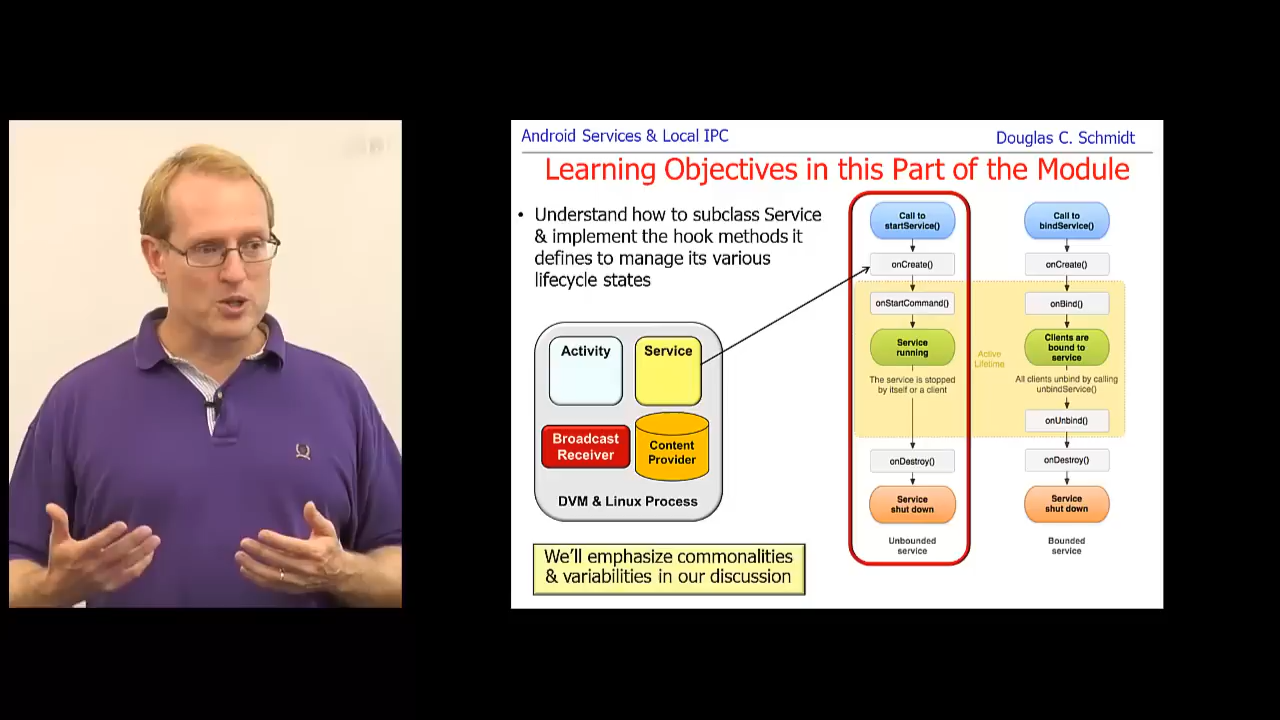 Android Services & Local IPC
Douglas C. Schmidt
Learning Objectives in this Part of the Module
• Understand how to subclass Service
& implement the hook methods it
defines to manage its various
lifecycle states
Activity
Service
Broadcast
Receiver
Content
Provider
DVM & Linux Process
We'll emphasize commonalities
& variabilities in our discussion
Call to
startService()
onCreate()
onStartCommand()
Service
running
The service is stopped
by itself or a client
onDestroy()
Service
shut down
Unbounded
service
Active
Lifetime
Call to
bindService()
onCreate()
onBind()
Clients are
bound to
service
All clients unbind by calling
unbindService()
onUnbind()
onDestroy()
Service
shut down
Bounded
service